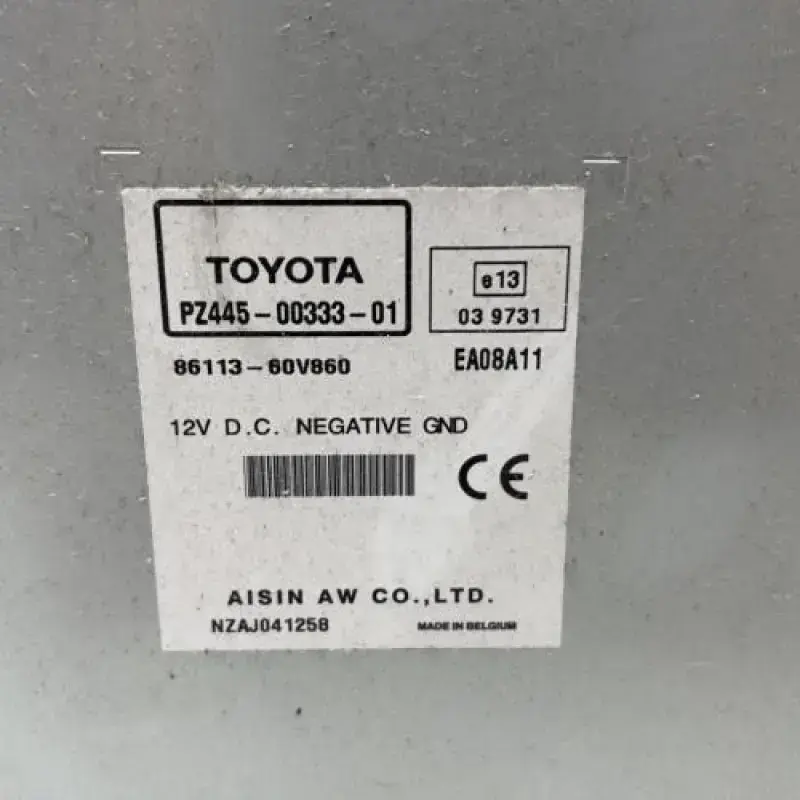 TOYOTA
PZ445-00333-01
e13
03 9731
86113-60V860
EA08A11
12V D.C. NEGATIVE GND
CE
AISIN AW CO.,LTD.
NZAJ041258
MADE IN BELGIUM